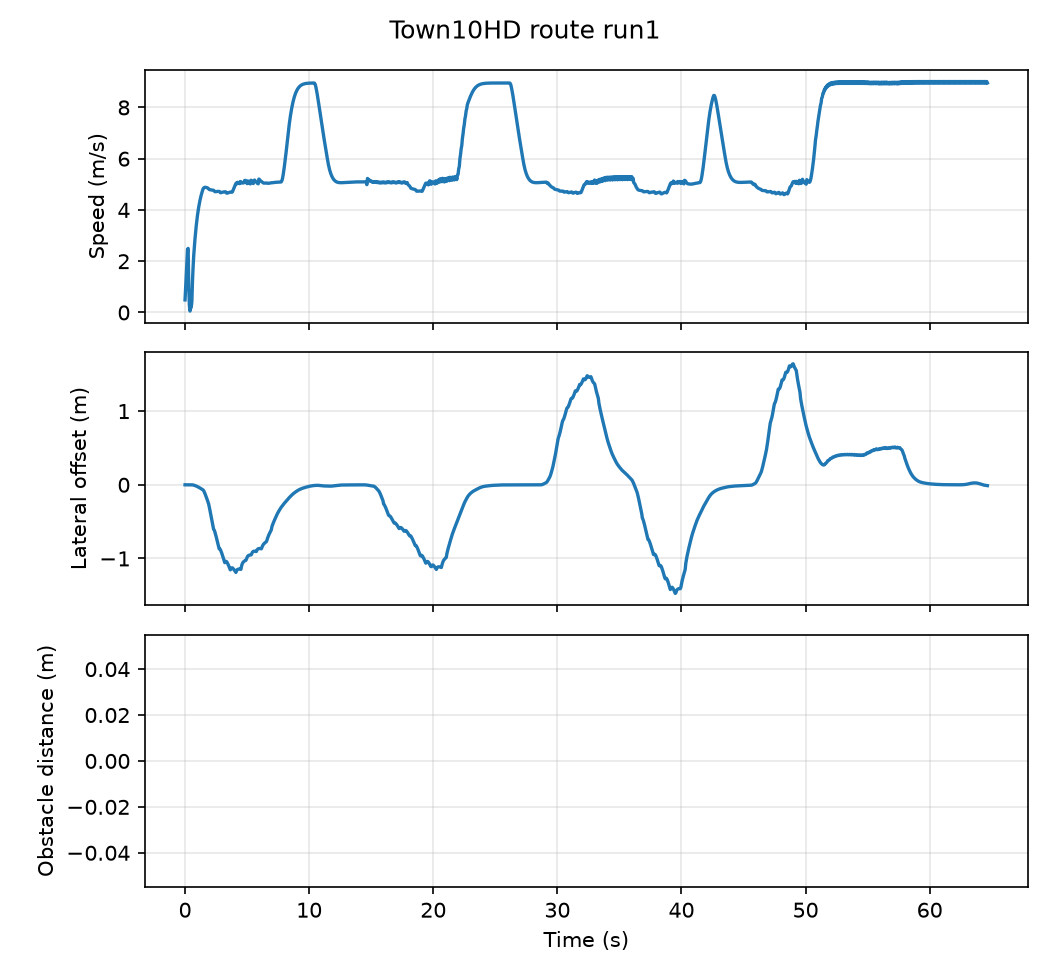 Town10HD route run1
Speed (m/s)
8
6
4
2
0
Lateral offset (m)
1
0
−1
Obstacle distance (m)
0.04
0.02
0.00
−0.02
−0.04
0 10 20 30 40 50 60
Time (s)